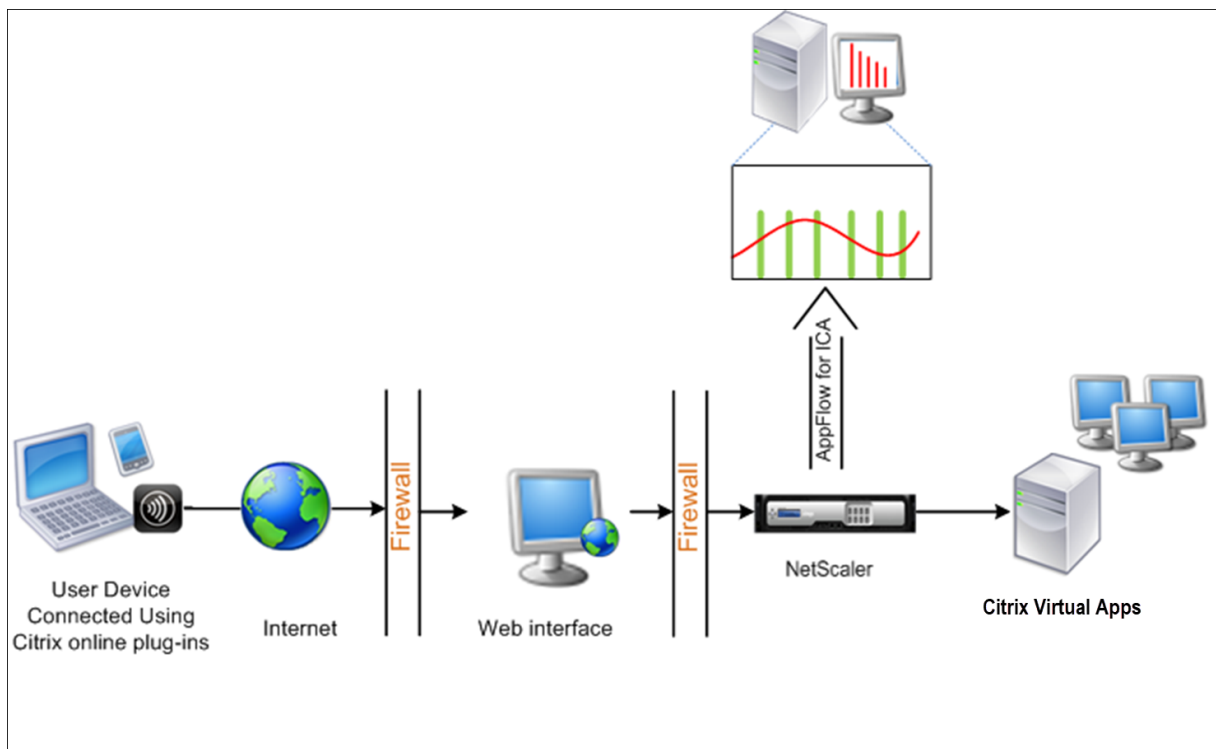 AppFlow for ICA
Firewall
Firewall
User Device
Connected Using
Citrix online plug-ins
Internet
Web interface
NetScaler
Citrix Virtual Apps